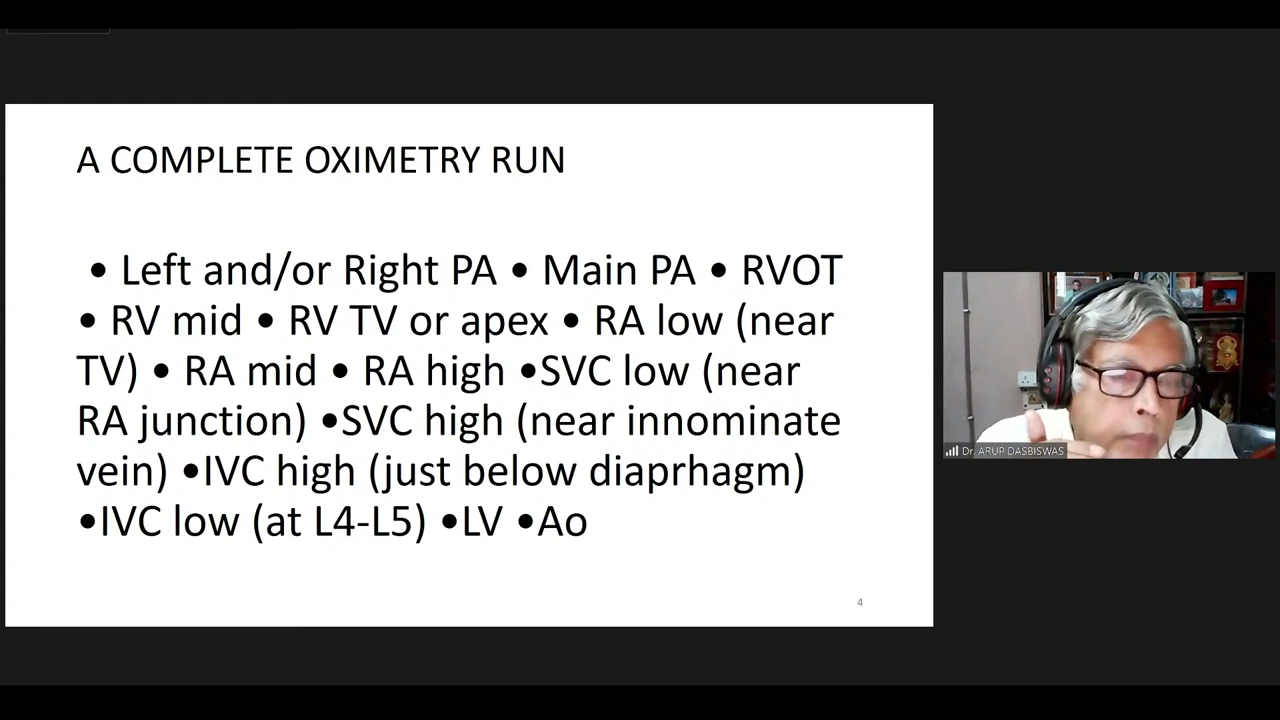 A COMPLETE OXIMETRY RUN
• Left and/or Right PA • Main PA • RVOT
• RV mid • RV TV or apex • RA low (near
TV) • RA mid • RA high •SVC low (near
RA junction) •SVC high (near innominate
vein) •IVC high (just below diaprhagm)
•IVC low (at L4-L5) •LV •Ao
4
Dr. ARUP DASBISWAS